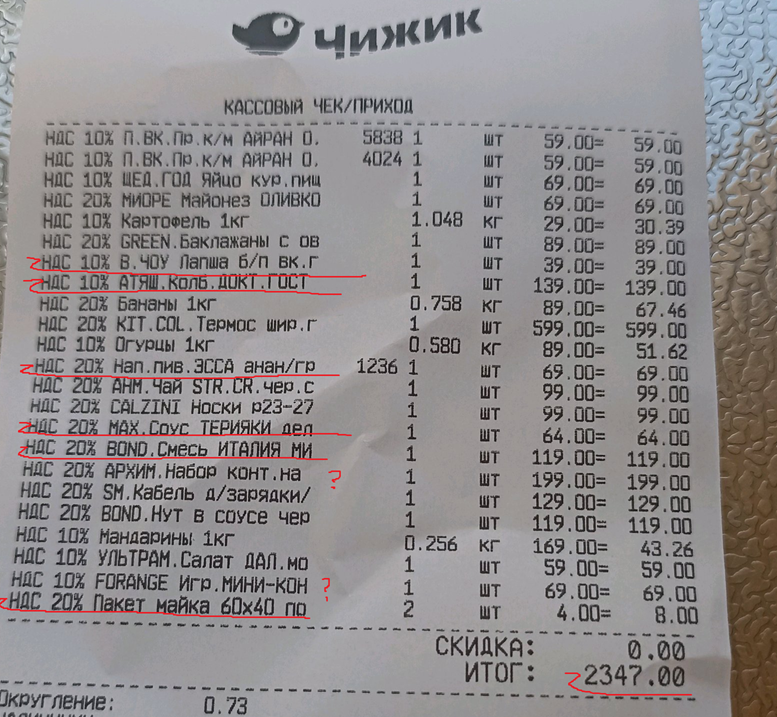 Чижик
КАССОВЫЙ ЧЕК/ПРИХОД
НДС 10% П.ВК.Пр.к/м АЙРАН 0. 5838 1 шт 59.00= 59.00
НДС 10% П.ВК.Пр.к/м АЙРАН 0. 4024 1 шт 59.00= 59.00
НДС 10% ЩЕД.ГОД Яйцо кур.пищ 1 шт 69.00= 69.00
НДС 20% МИОРЕ Майонез ОЛИВКО 1 шт 69.00= 69.00
НДС 10% Картофель 1кг 1.048 кг 29.00= 30.39
НДС 20% GREEN.Баклажаны с ов 1 шт 89.00= 89.00
НДС 10% В.ЧОУ Лапша б/п вк.г 1 шт 39.00= 39.00
НДС 10% АТЯШ.Колб.ДОКТ.ГОСТ 1 шт 139.00= 139.00
НДС 20% Бананы 1кг 0.758 кг 89.00= 67.46
НДС 20% KIT.COL.Термос шир.г 1 шт 599.00= 599.00
НДС 10% Огурцы 1кг 0.580 кг 89.00= 51.62
НДС 20% Нап.пив.ЭССА анан/гр 1236 1 шт 69.00= 69.00
НДС 20% АНМ.Чай STR.CR.чер.с 1 шт 99.00= 99.00
НДС 20% CALZINI Носки р23-27 1 шт 99.00= 99.00
НДС 20% МАХ.Соус ТЕРИЯКИ дел 1 шт 64.00= 64.00
НДС 20% BOND.Смесь ИТАЛИЯ МИ 1 шт 119.00= 119.00
НДС 20% АРХИМ.Набор конт.на ? 1 шт 199.00= 199.00
НДС 20% SM.Кабель д/зарядки/ 1 шт 129.00= 129.00
НДС 20% BOND.Нут в соусе чер 1 шт 119.00= 119.00
НДС 10% Мандарины 1кг 0.256 кг 169.00= 43.26
НДС 10% УЛЬТРАМ.Салат ДАЛ.мо 1 шт 59.00= 59.00
НДС 10% FORANGE Игр.МИНИ-КОН ? 1 шт 69.00= 69.00
НДС 20% Пакет майка 60х40 пр 2 шт 4.00= 8.00
СКИДКА: 0.00
ИТОГ: 2347.00
Округление: 0.73